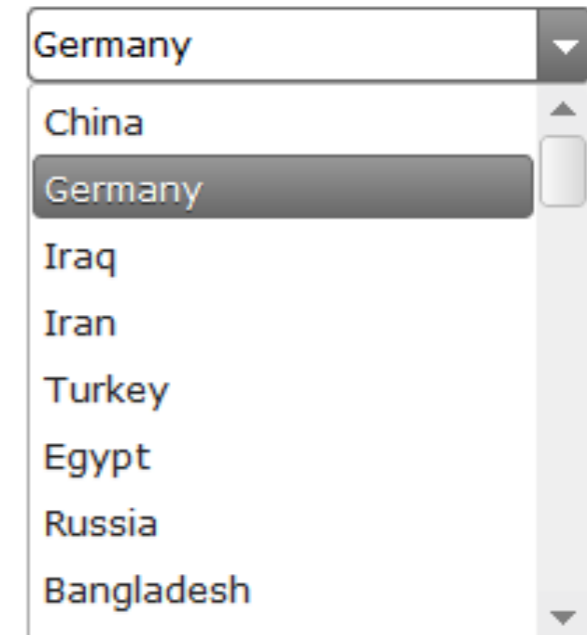 Germany
China
Germany
Iraq
Iran
Turkey
Egypt
Russia
Bangladesh